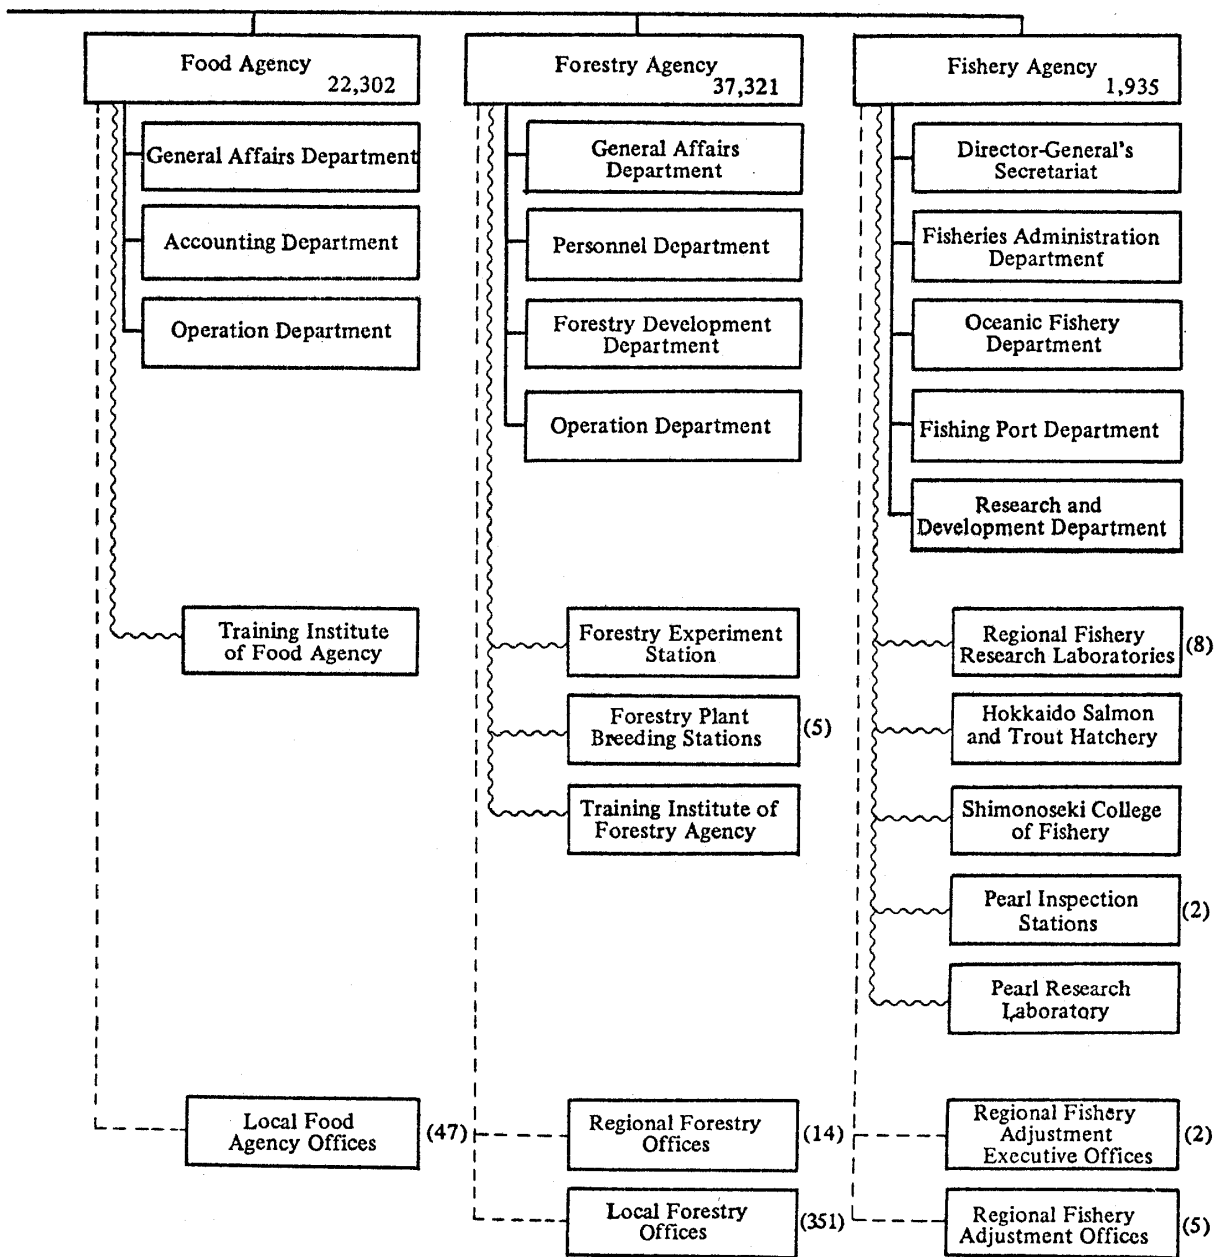 Food Agency
22,302
General Affairs Department
Accounting Department
Operation Department
Training Institute
of Food Agency
Local Food
Agency Offices
(47)
Forestry Agency
37,321
General Affairs
Department
Personnel Department
Forestry Development
Department
Operation Department
Forestry Experiment
Station
Forestry Plant
Breeding Stations
(5)
Training Institute of
Forestry Agency
Regional Forestry
Offices
(14)
Local Forestry
Offices
(351)
Fishery Agency
1,935
Director-General's
Secretariat
Fisheries Administration
Department
Oceanic Fishery
Department
Fishing Port Department
Research and
Development Department
Regional Fishery
Research Laboratories
(8)
Hokkaido Salmon
and Trout Hatchery
Shimonoseki College
of Fishery
Pearl Inspection
Stations
(2)
Pearl Research
Laboratory
Regional Fishery
Adjustment
Executive Offices
(2)
Regional Fishery
Adjustment Offices
(5)